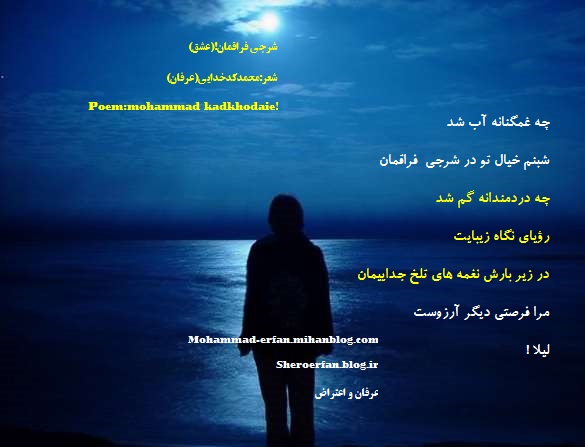 شرجی فراقمان!(عشق)
شعر:محمدکدخدایی(عرفان)
Poem:mohammad kadkhodaie!
چه غمگنانه آب شد
شبنم خیال تو در شرجی فراقمان
چه دردمندانه گم شد
رؤیای نگاه زیبایت
در زیر بارش نغمه های تلخ جداییمان
مرا فرصتی دیگر آرزوست
لیلا !
Mohammad-erfan.mihanblog.com
Sheroerfan.blog.ir
عرفان و اعتراض